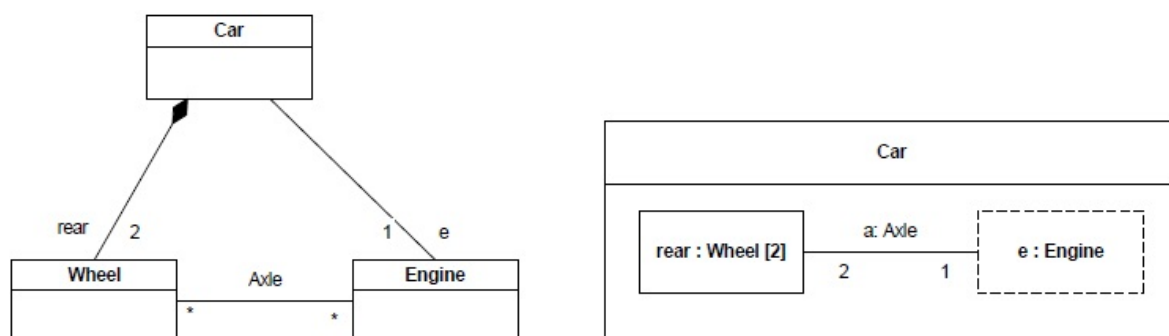 Car
rear 2
1 e
Wheel
Axle
Engine
* *
Car
rear : Wheel [2]
a: Axle
2 1
e : Engine